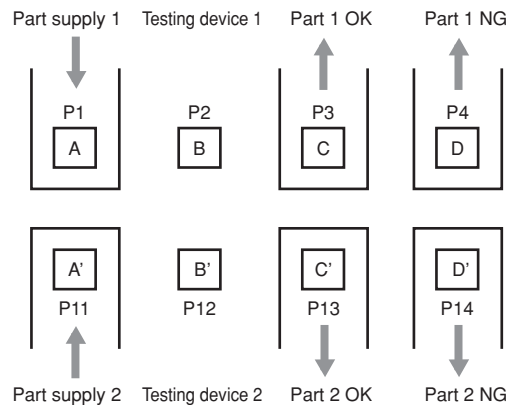 Part supply 1 Testing device 1 Part 1 OK Part 1 NG
P1 P2 P3 P4
A B C D
A' B' C' D'
P11 P12 P13 P14
Part supply 2 Testing device 2 Part 2 OK Part 2 NG